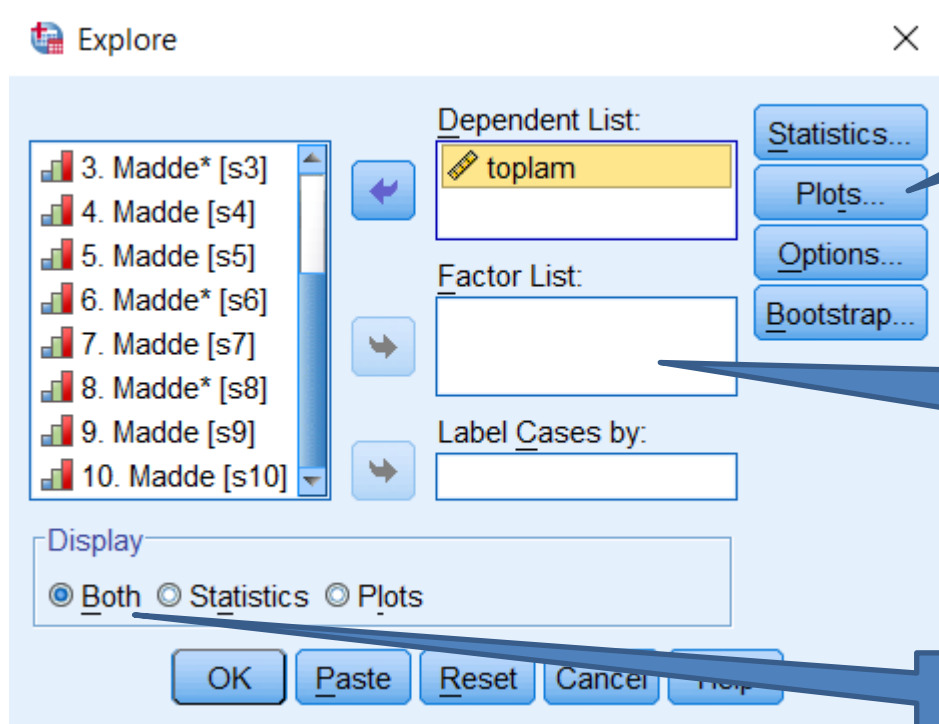 Explore
Dependent List:
Statistics...
3. Madde* [s3]
toplam
4. Madde [s4]
Plots...
5. Madde [s5]
Options...
6. Madde* [s6]
Factor List:
7. Madde [s7]
Bootstrap...
8. Madde* [s8]
9. Madde [s9]
Label Cases by:
10. Madde [s10]
Display
Both Statistics Plots
OK Paste Reset Cancel Help